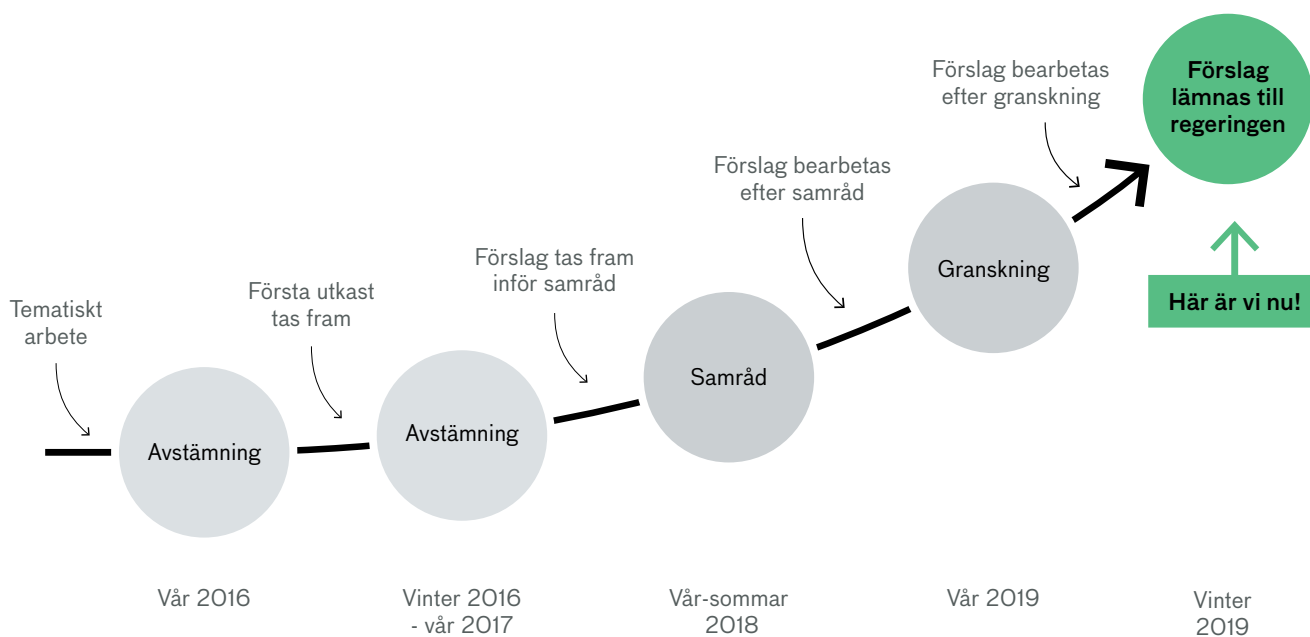 Tematiskt
arbete
Avstämning
Vår 2016
Första utkast
tas fram
Avstämning
Vinter 2016
- vår 2017
Förslag tas fram
inför samråd
Samråd
Vår-sommar
2018
Förslag bearbetas
efter samråd
Granskning
Vår 2019
Förslag bearbetas
efter granskning
Förslag
lämnas till
regeringen
Här är vi nu!
Vinter
2019